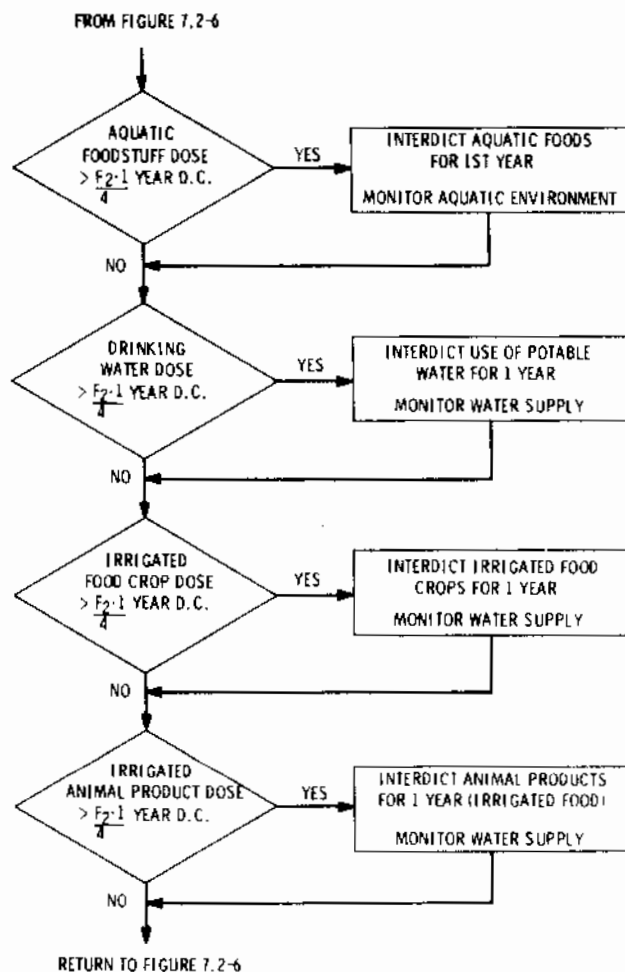 FROM FIGURE 7.2-6
AQUATIC
FOODSTUFF DOSE
> F2·1 YEAR D.C.
4
YES
INTERDICT AQUATIC FOODS
FOR 1ST YEAR
MONITOR AQUATIC ENVIRONMENT
NO
DRINKING
WATER DOSE
> F2·1 YEAR D.C.
4
YES
INTERDICT USE OF POTABLE
WATER FOR 1 YEAR
MONITOR WATER SUPPLY
NO
IRRIGATED
FOOD CROP DOSE
> F2·1 YEAR D.C.
4
YES
INTERDICT IRRIGATED FOOD
CROPS FOR 1 YEAR
MONITOR WATER SUPPLY
NO
IRRIGATED
ANIMAL PRODUCT DOSE
> F2·1 YEAR D.C.
4
YES
INTERDICT ANIMAL PRODUCTS
FOR 1 YEAR (IRRIGATED FOOD)
MONITOR WATER SUPPLY
NO
RETURN TO FIGURE 7.2-6